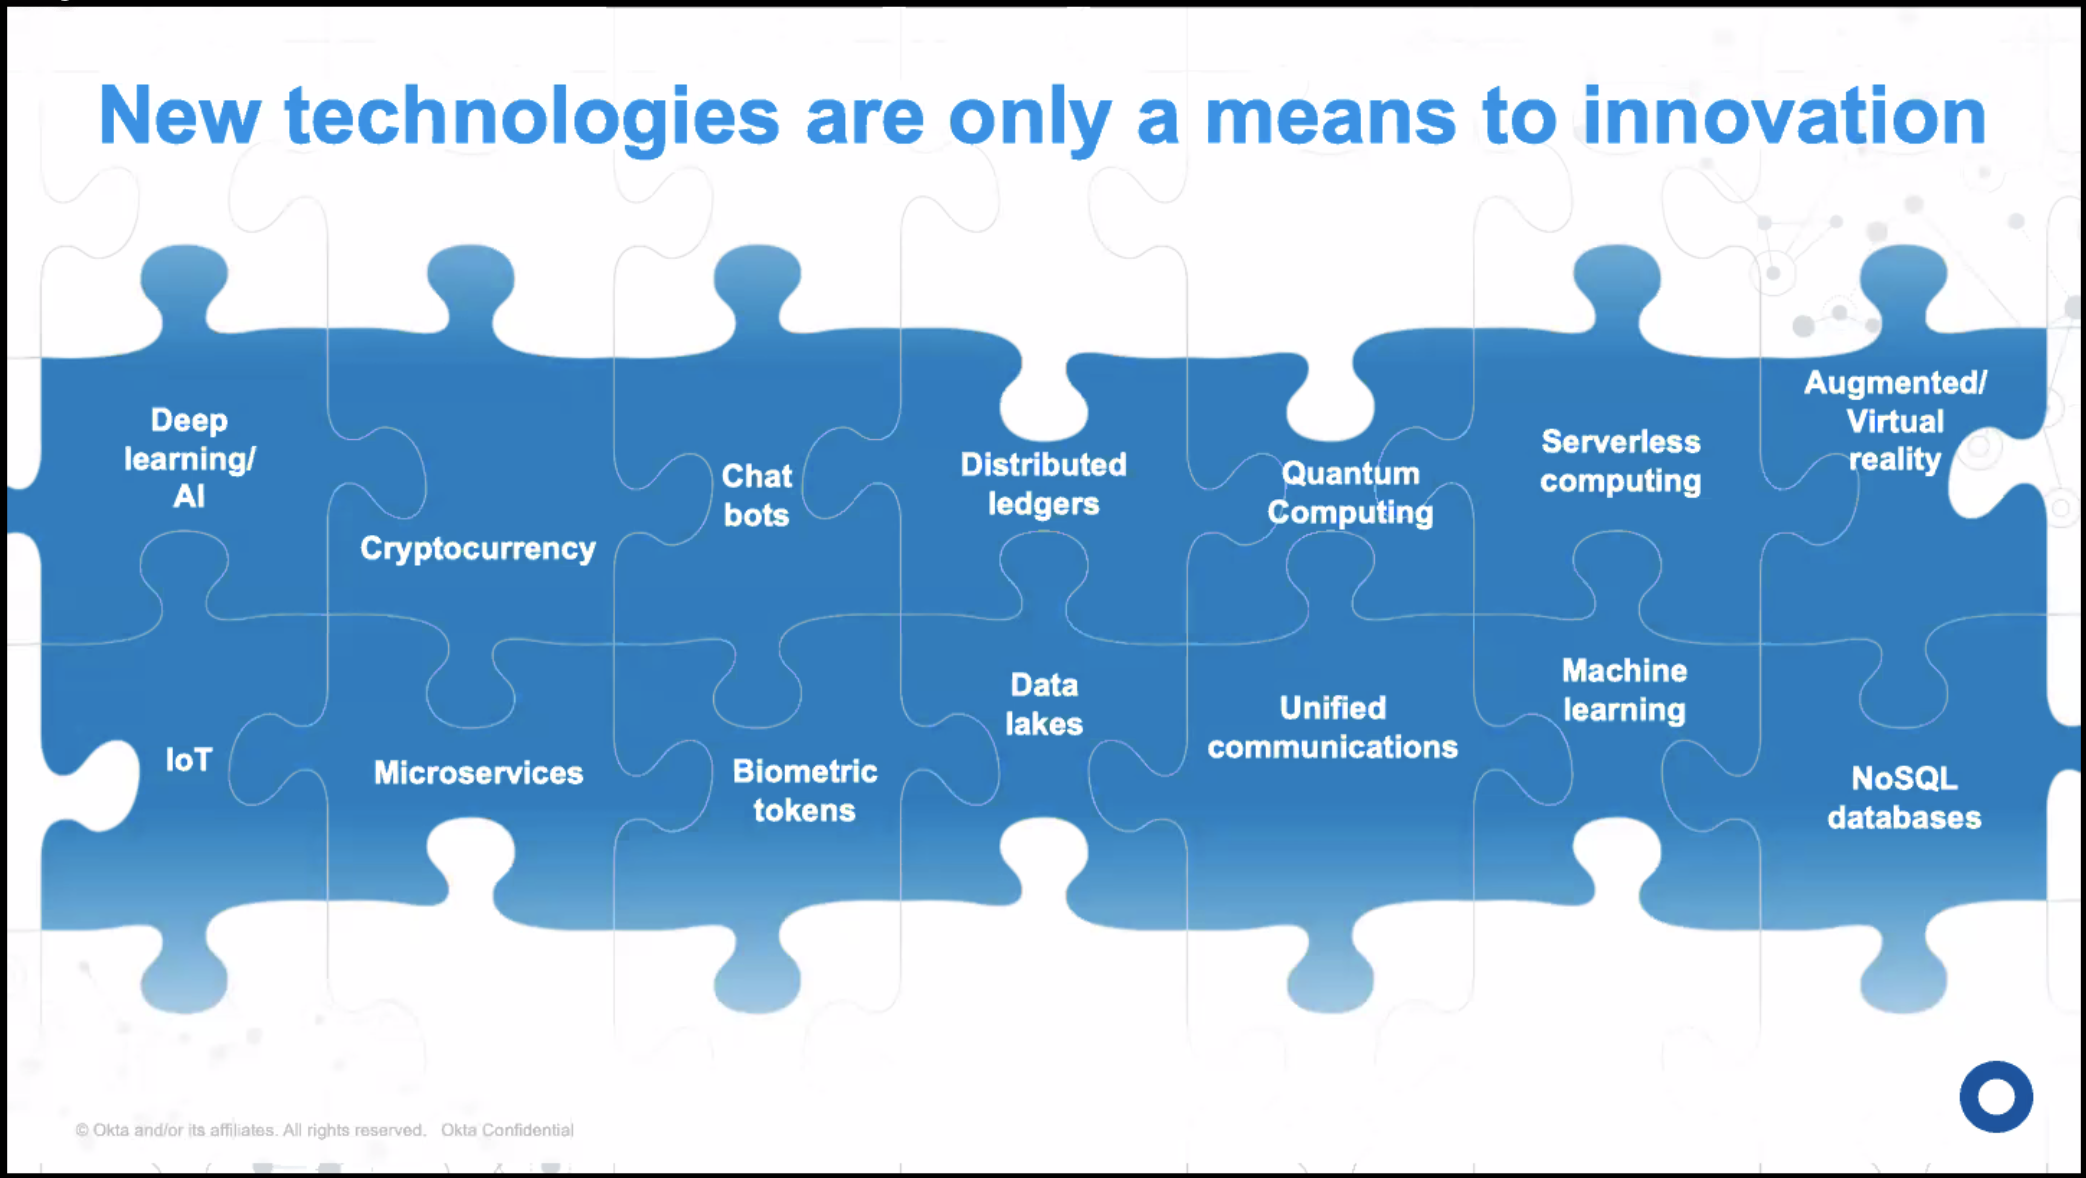 New technologies are only a means to innovation
Deep
learning/
AI
Cryptocurrency
Chat
bots
Distributed
ledgers
Quantum
Computing
Serverless
computing
Augmented/
Virtual
reality
IoT
Microservices
Biometric
tokens
Data
lakes
Unified
communications
Machine
learning
NoSQL
databases
© Okta and/or its affiliates. All rights reserved. Okta Confidential